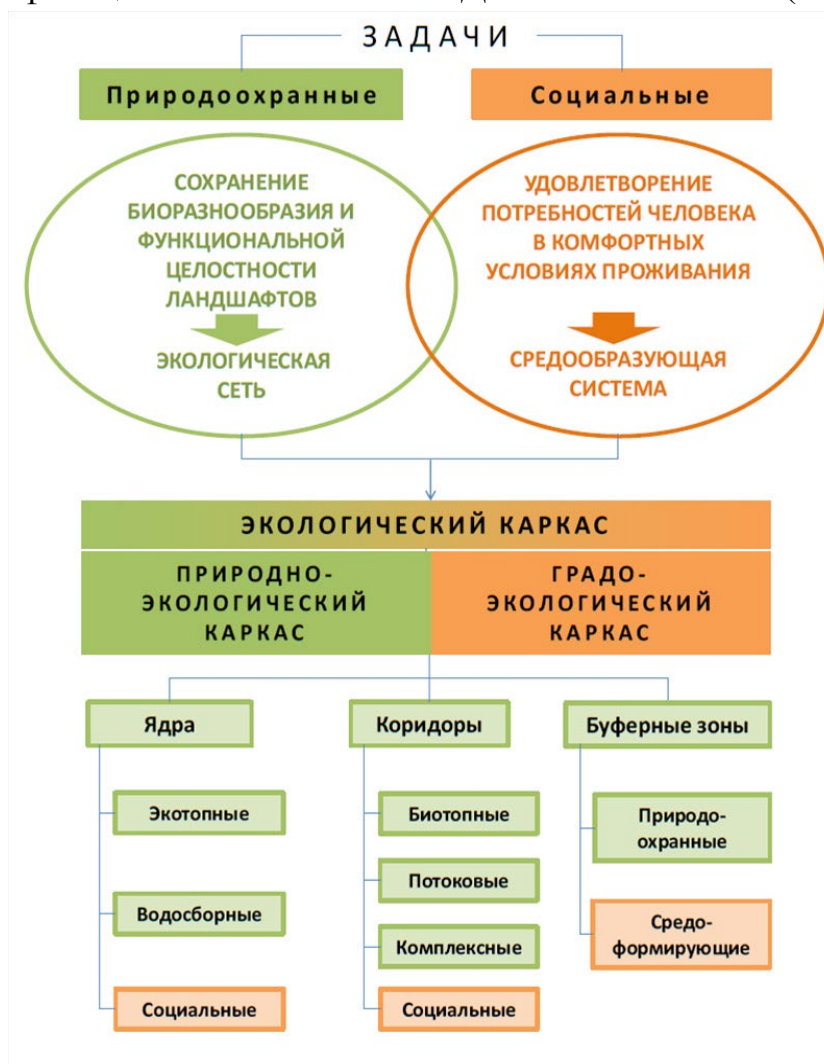 ЗАДАЧИ
Природоохранные
Социальные
СОХРАНЕНИЕ
БИОРАЗНООБРАЗИЯ И
ФУНКЦИОНАЛЬНОЙ
ЦЕЛОСТНОСТИ
ЛАНДШАФТОВ
ЭКОЛОГИЧЕСКАЯ
СЕТЬ
УДОВЛЕТВОРЕНИЕ
ПОТРЕБНОСТЕЙ ЧЕЛОВЕКА
В КОМФОРТНЫХ
УСЛОВИЯХ ПРОЖИВАНИЯ
СРЕДООБРАЗУЮЩАЯ
СИСТЕМА
ЭКОЛОГИЧЕСКИЙ КАРКАС
ПРИРОДНО-
ЭКОЛОГИЧЕСКИЙ
КАРКАС
ГРАДО-
ЭКОЛОГИЧЕСКИЙ
КАРКАС
Ядра
Экотопные
Водосборные
Социальные
Коридоры
Биотопные
Потоковые
Комплексные
Социальные
Буферные зоны
Природо-
охранные
Средо-
формирующие